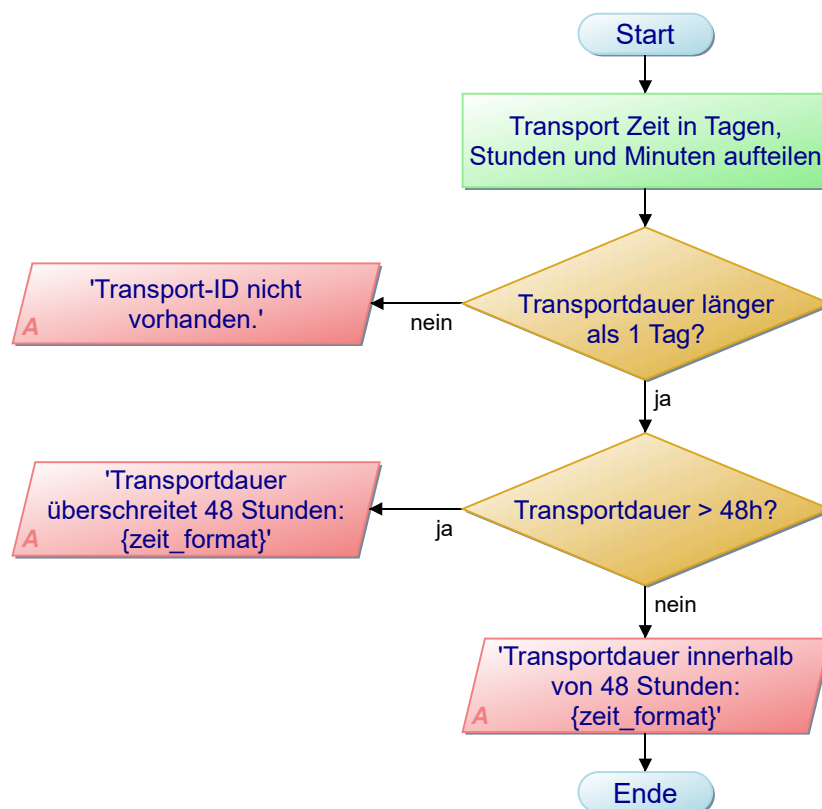 Start
Transport Zeit in Tagen,
Stunden und Minuten aufteilen
Transportdauer länger
als 1 Tag?
nein
'Transport-ID nicht
vorhanden.'
A
ja
Transportdauer > 48h?
ja
'Transportdauer
überschreitet 48 Stunden:
{zeit_format}'
A
nein
'Transportdauer innerhalb
von 48 Stunden:
{zeit_format}'
A
Ende